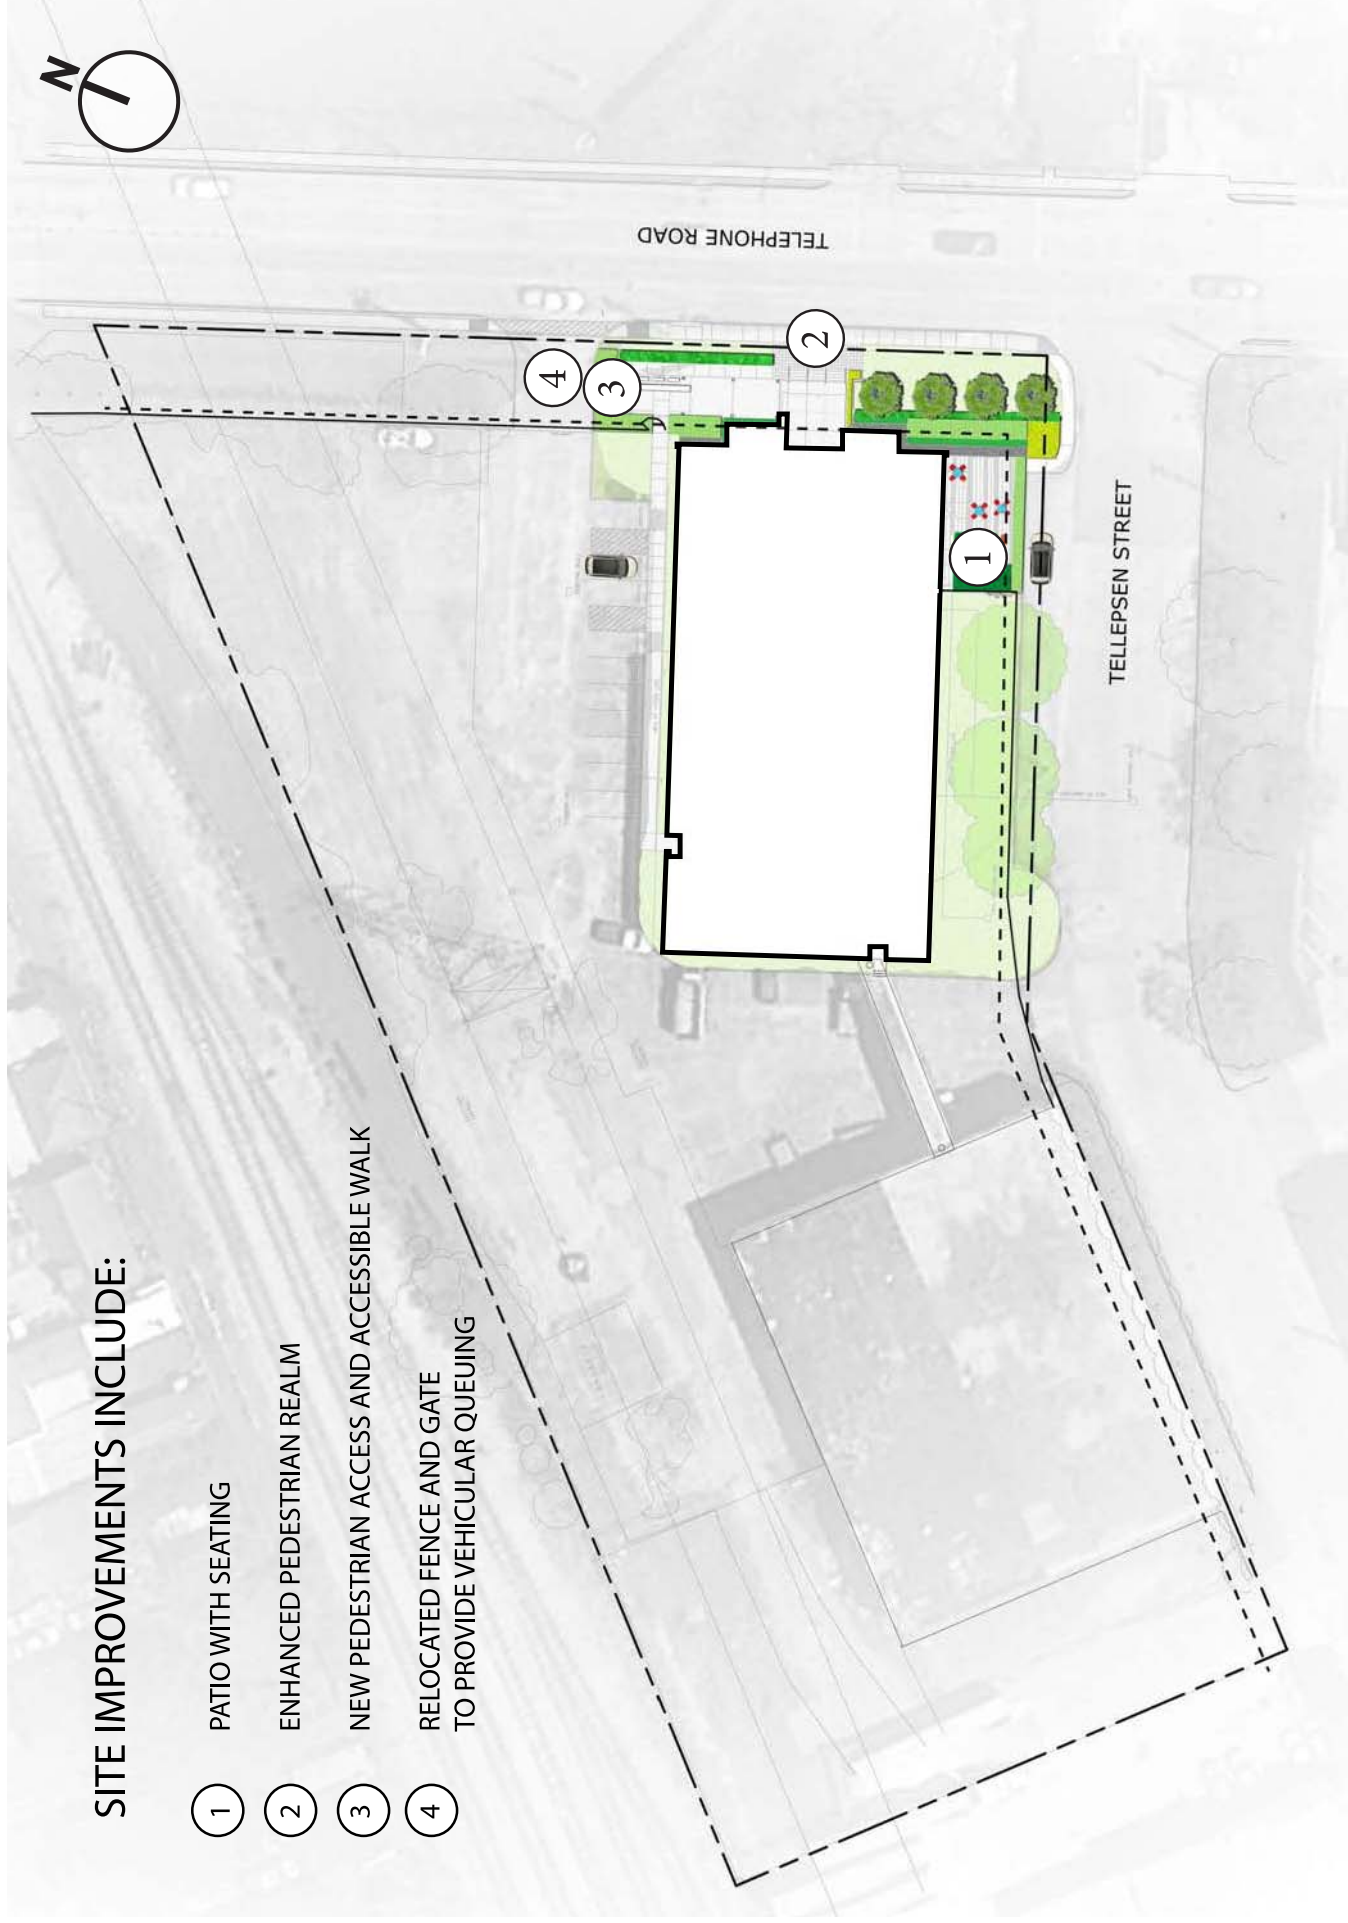 SITE IMPROVEMENTS INCLUDE:
1 PATIO WITH SEATING
2 ENHANCED PEDESTRIAN REALM
3 NEW PEDESTRIAN ACCESS AND ACCESSIBLE WALK
4 RELOCATED FENCE AND GATE
TO PROVIDE VEHICULAR QUEUING
N
TELEPHONE ROAD
4
3
2
1
TELLEPSEN STREET